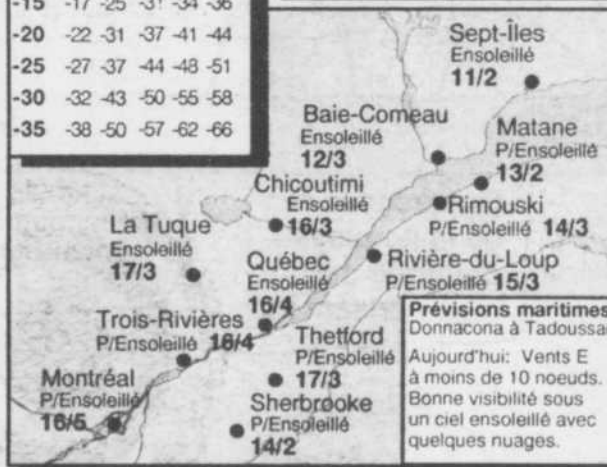 -15 -17 -25 -31 -34 -36
-20 -22 -31 -37 -41 -44
-25 -27 -37 -44 -48 -51
-30 -32 -43 -50 -55 -58
-35 -38 -50 -57 -62 -66
Sept-Îles
Ensoleillé
11/2
Baie-Comeau
Ensoleillé
12/3
Matane
P/Ensoleillé
13/2
Chicoutimi
Ensoleillé
16/3
Rimouski
P/Ensoleillé 14/3
La Tuque
Ensoleillé
17/3
Québec
Ensoleillé
16/4
Rivière-du-Loup
P/Ensoleillé 15/3
Trois-Rivières
P/Ensoleillé 16/4
Thetford
P/Ensoleillé
17/3
Montréal
P/Ensoleillé
16/5
Sherbrooke
P/Ensoleillé
14/2
Prévisions maritimes
Donnacona à Tadoussa
Aujourd'hui: Vents E
à moins de 10 noeuds.
Bonne visibilité sous
un ciel ensoleillé avec
quelques nuages.